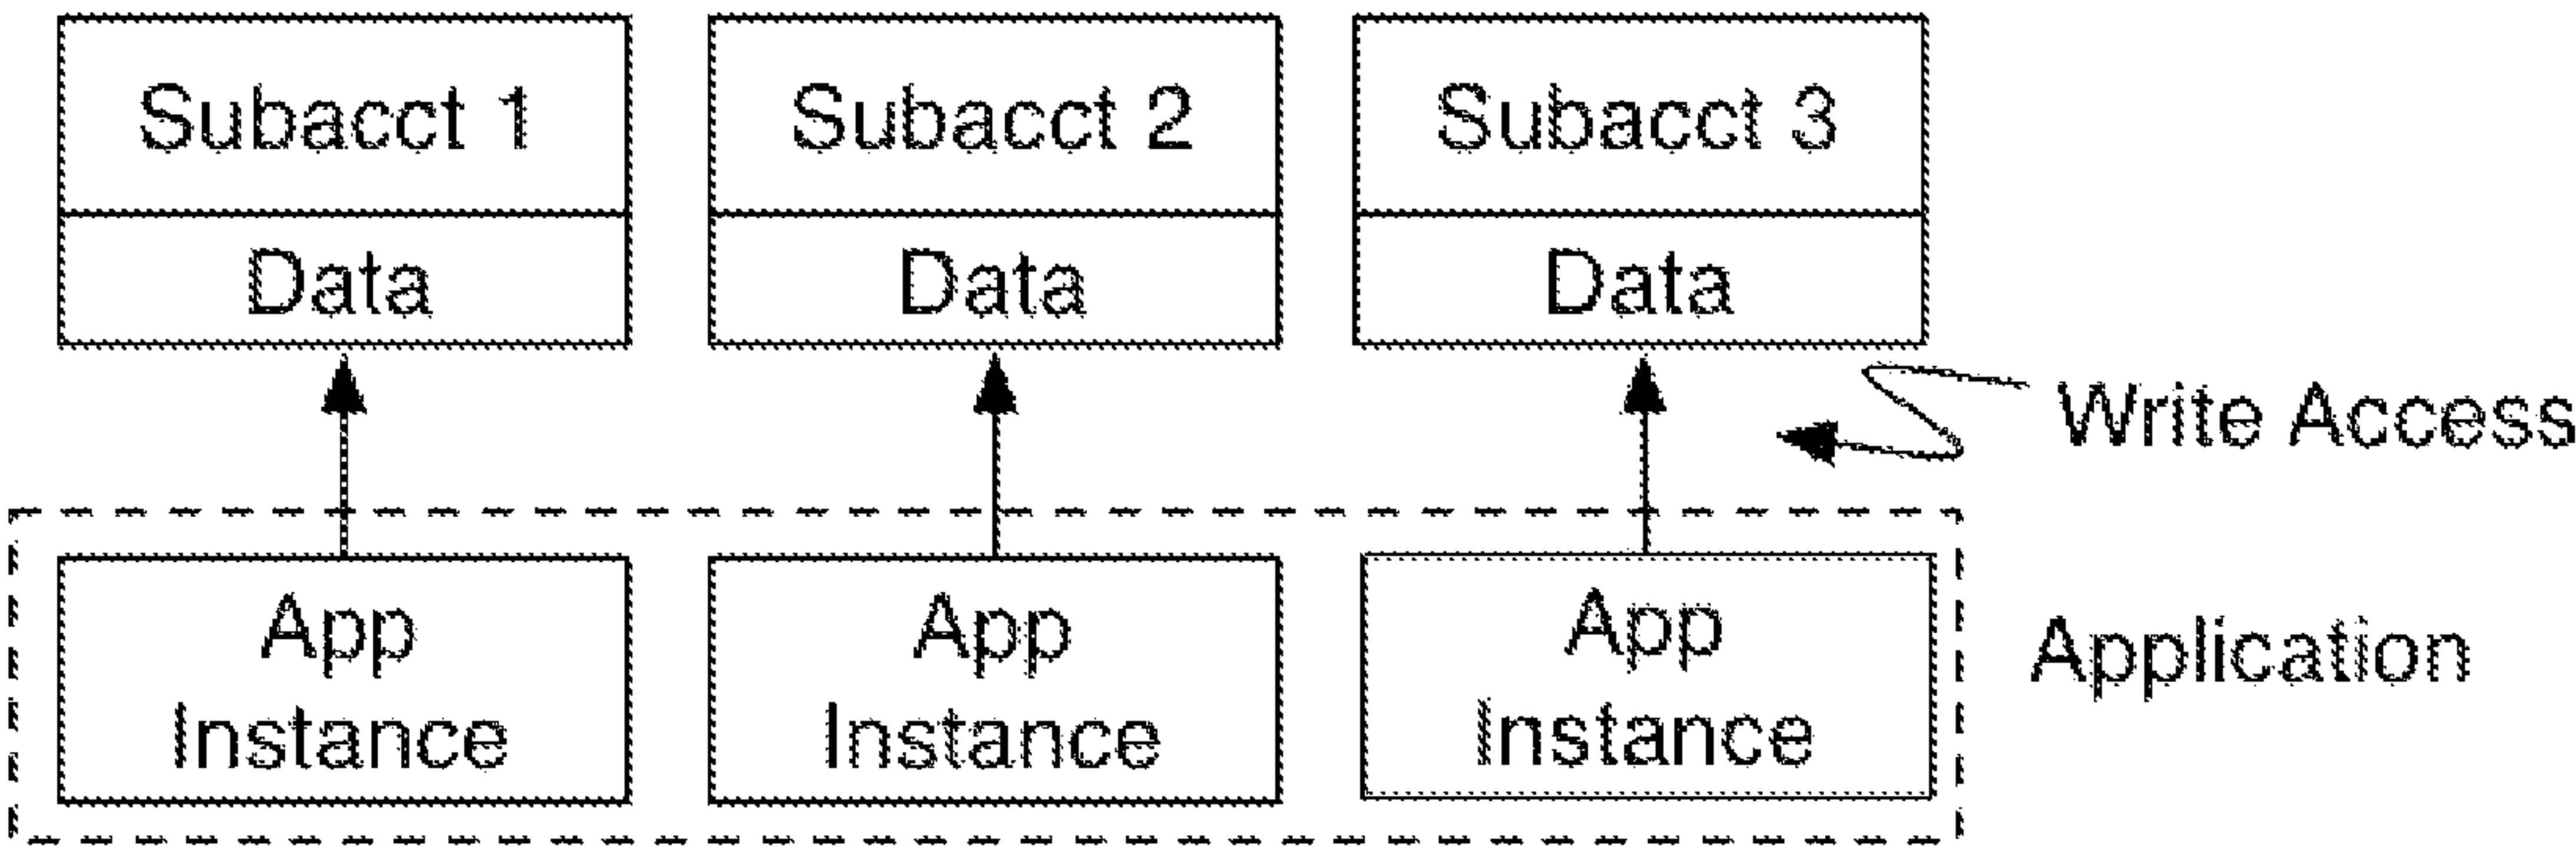 Subacct 1
Subacct 2
Subacct 3
Data
Data
Data
Write Access
App
Instance
App
Instance
App
Instance
Application